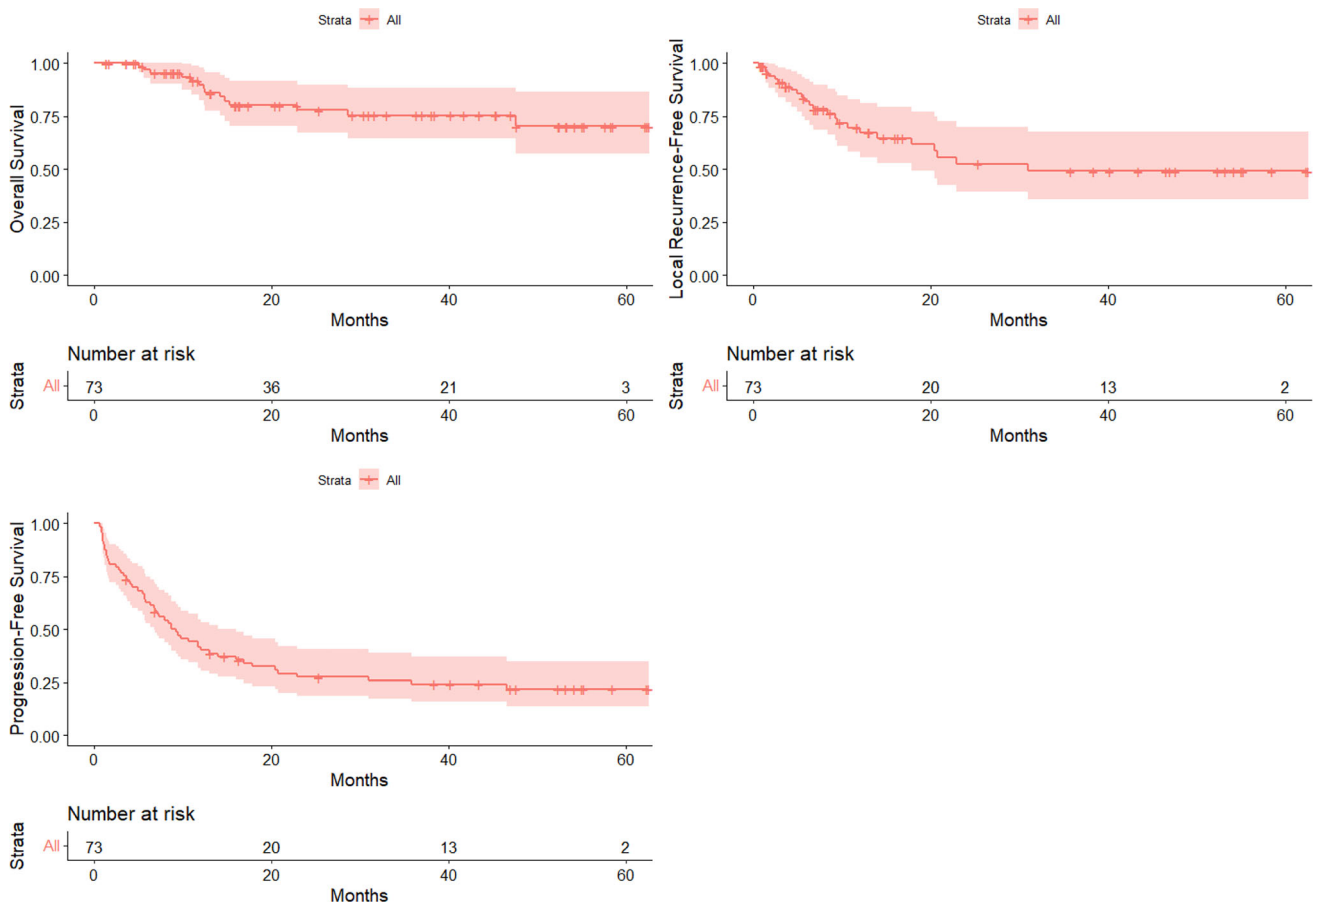 Strata All
Overall Survival
1.00
0.75
0.50
0.25
0.00
0 20 40 60
Months
Number at risk
Strata
All 73 36 21 3
0 20 40 60
Months
Strata All
Local Recurrence-Free Survival
1.00
0.75
0.50
0.25
0.00
0 20 40 60
Months
Number at risk
Strata
All 73 20 13 2
0 20 40 60
Months
Strata All
Progression-Free Survival
1.00
0.75
0.50
0.25
0.00
0 20 40 60
Months
Number at risk
Strata
All 73 20 13 2
0 20 40 60
Months